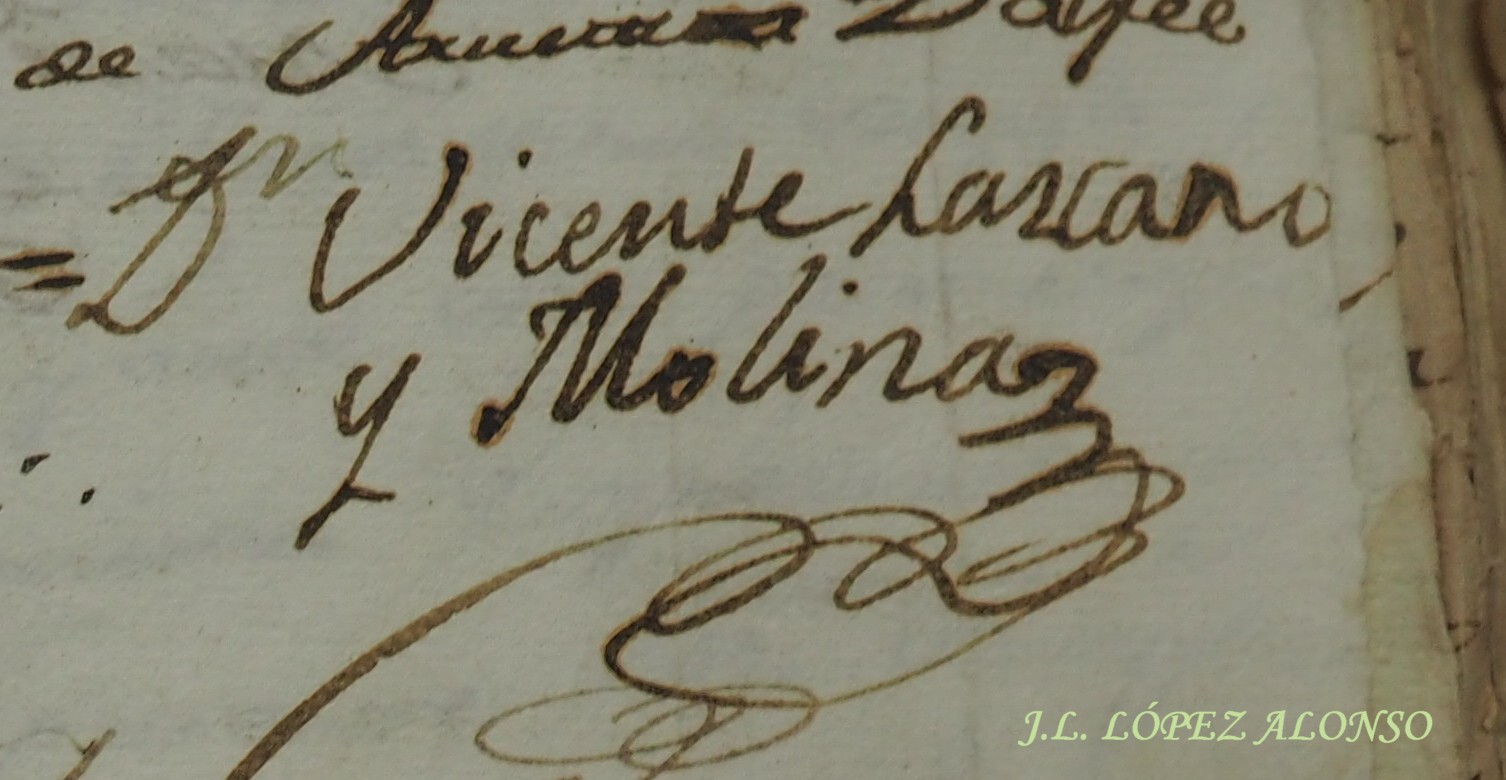 de
= Dn Vicente Lazcano
y Molina
J.L. LÓPEZ ALONSO